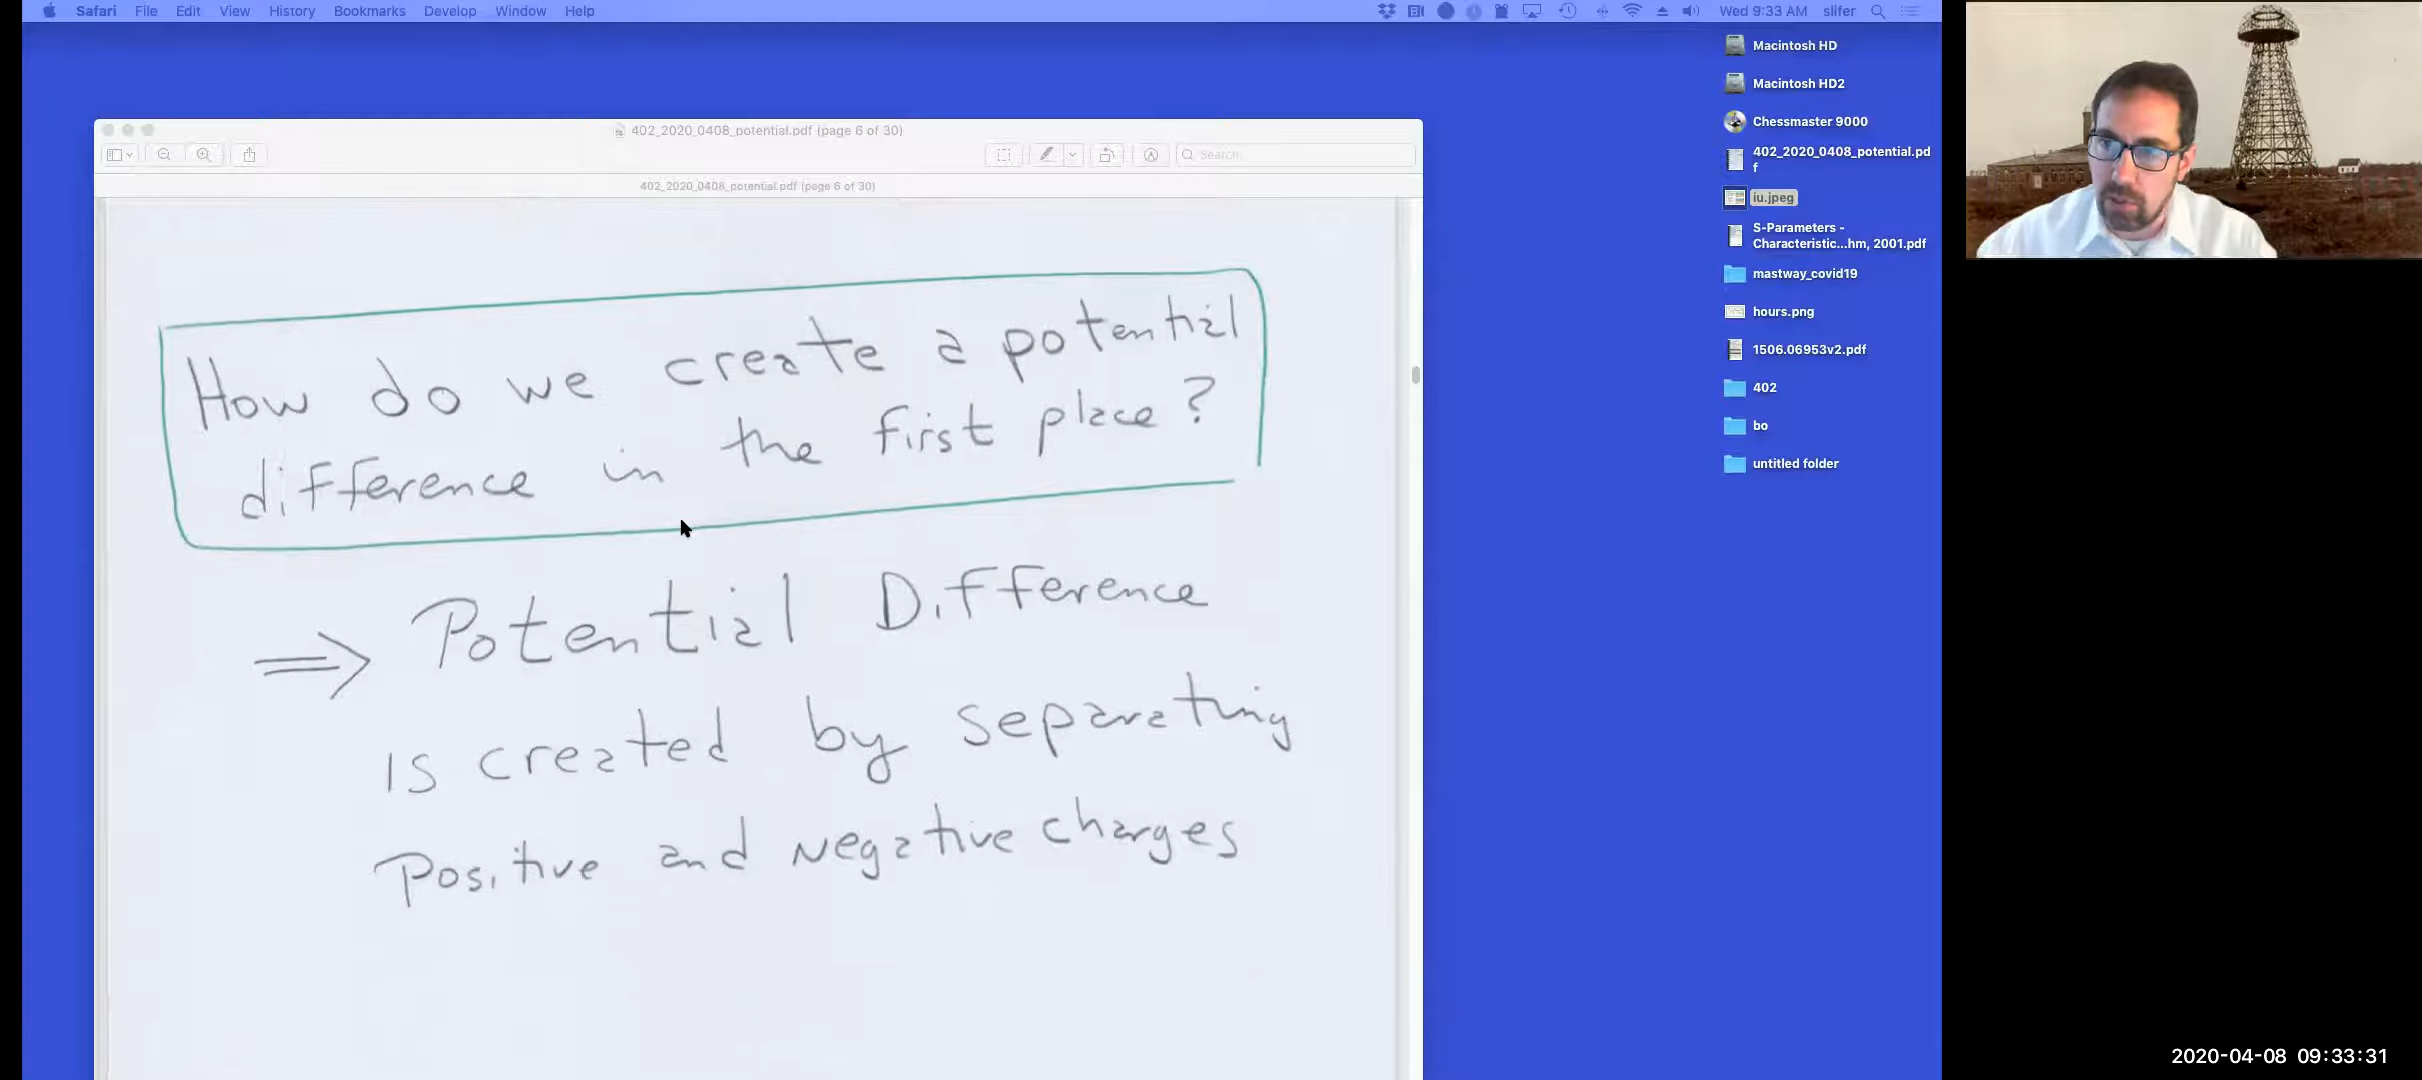 Safari File Edit View History Bookmarks Develop Window Help
Wed 9:33 AM slifer
Macintosh HD
Macintosh HD2
Chessmaster 9000
402_2020_0408_potential.pd
f
iu.jpeg
S-Parameters -
Characteristic...hm, 2001.pdf
mastway_covid19
hours.png
1506.06953v2.pdf
402
bo
untitled folder
402_2020_0408_potential.pdf (page 6 of 30)
Search
402_2020_0408_potential.pdf (page 6 of 30)
How do we create a potential
difference in the first place?
⇒ Potential Difference
is created by separating
Positive and Negative charges
2020-04-08 09:33:31